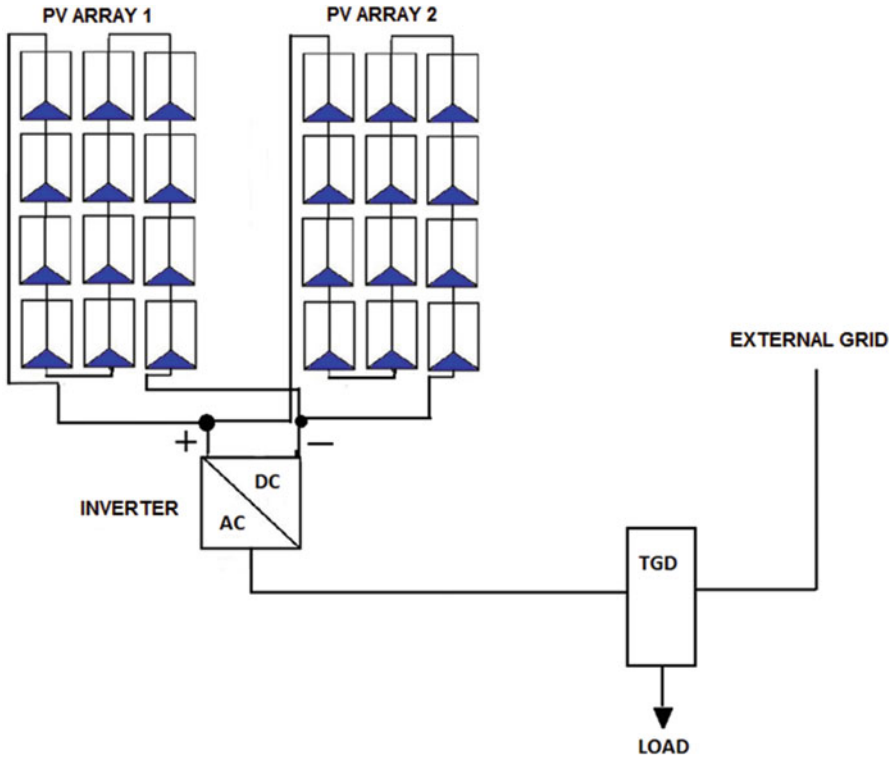 PV ARRAY 1
PV ARRAY 2
EXTERNAL GRID
+
−
DC
INVERTER
AC
TGD
LOAD